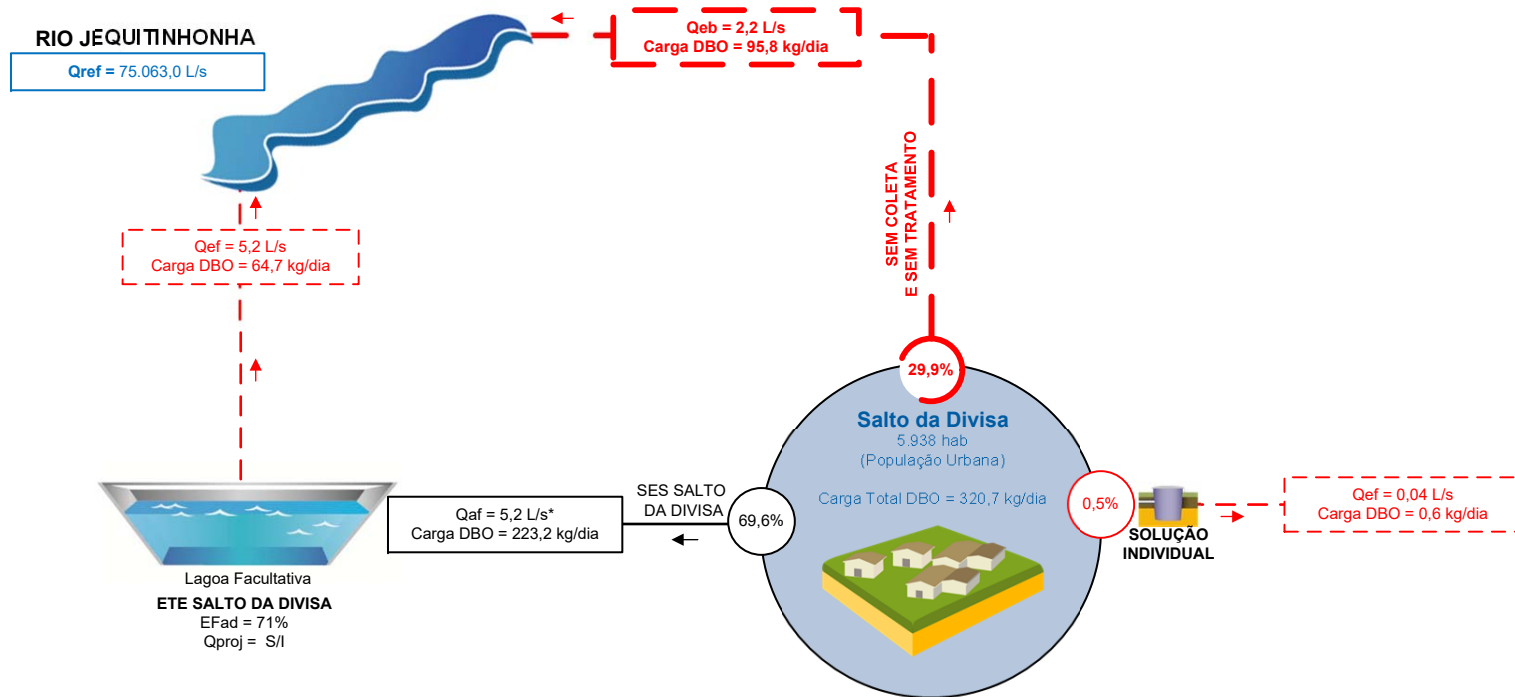 RIO JEQUITINHONHA
Qref = 75.063,0 L/s
Qeb = 2,2 L/s
Carga DBO = 95,8 kg/dia
SEM COLETA
E SEM TRATAMENTO
Qef = 5,2 L/s
Carga DBO = 64,7 kg/dia
29,9%
Salto da Divisa
5.938 hab
(População Urbana)
Carga Total DBO = 320,7 kg/dia
SES SALTO
DA DIVISA
69,6%
Qaf = 5,2 L/s*
Carga DBO = 223,2 kg/dia
0,5%
SOLUÇÃO
INDIVIDUAL
Qef = 0,04 L/s
Carga DBO = 0,6 kg/dia
Lagoa Facultativa
ETE SALTO DA DIVISA
EFad = 71%
Qproj = S/I